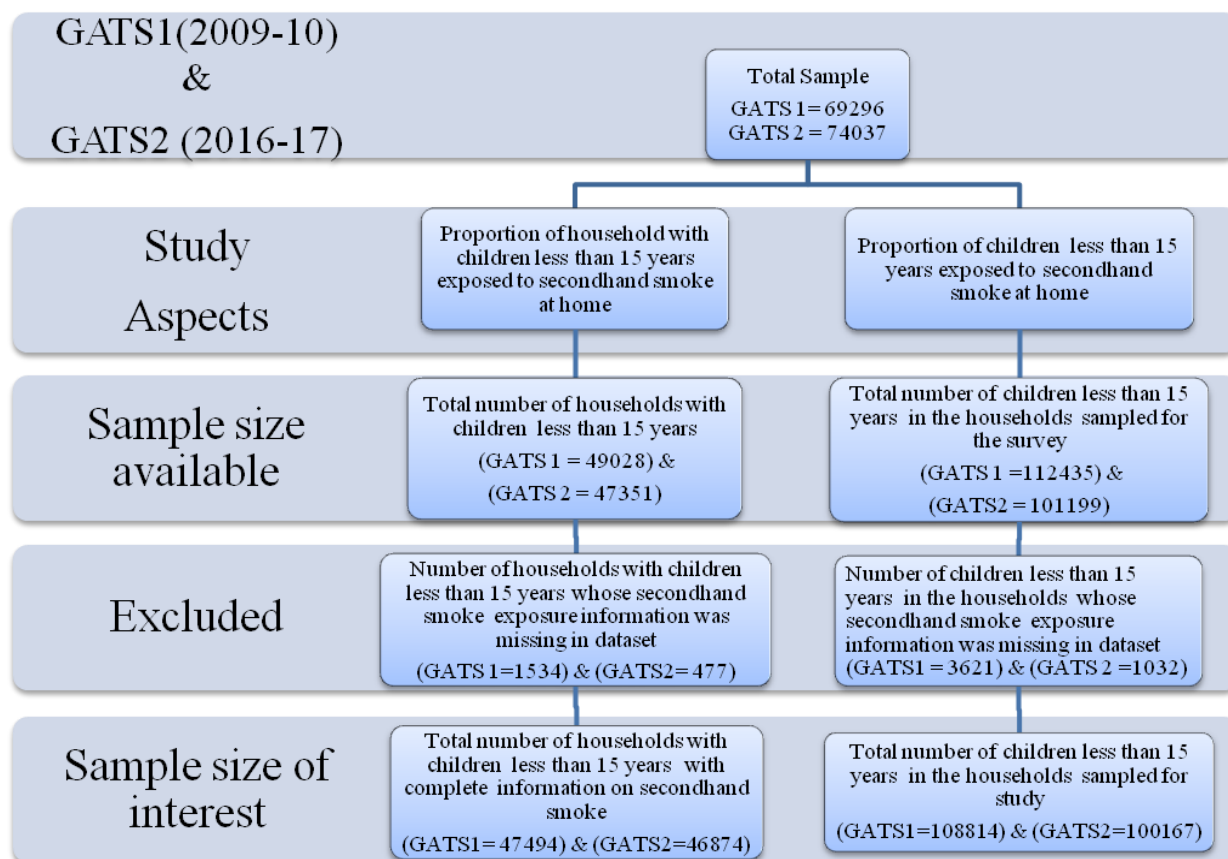 GATS1(2009-10)
&
GATS2 (2016-17)
Total Sample
GATS 1= 69296
GATS 2 = 74037
Study
Aspects
Proportion of household with
children less than 15 years
exposed to secondhand smoke
at home
Proportion of children less than 15
years exposed to secondhand
smoke at home
Sample size
available
Total number of households with
children less than 15 years
(GATS 1 = 49028) &
(GATS 2 = 47351)
Total number of children less than 15
years in the households sampled for
the survey
(GATS 1 =112435) &
(GATS2 = 101199)
Excluded
Number of households with children
less than 15 years whose secondhand
smoke exposure information was
missing in dataset
(GATS 1=1534) & (GATS2= 477)
Number of children less than 15
years in the households whose
secondhand smoke exposure
information was missing in dataset
(GATS1 = 3621) & (GATS 2 =1032)
Sample size of
interest
Total number of households with
children less than 15 years with
complete information on secondhand
smoke
(GATS1= 47494) & (GATS2=46874)
Total number of children less than 15
years in the households sampled for
study
(GATS1=108814) & (GATS2=100167)